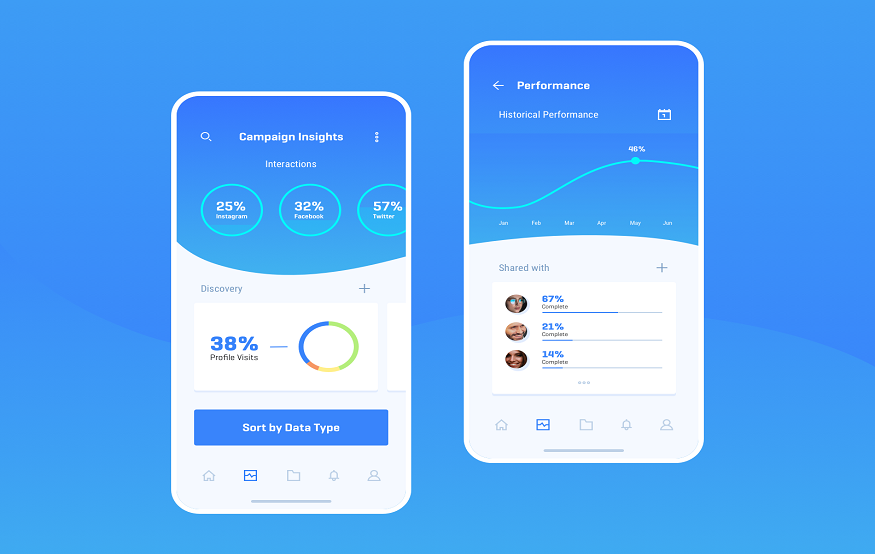 Campaign Insights
Interactions
25%
Instagram
32%
Facebook
57%
Twitter
Discovery
38%
Profile Visits
Sort by Data Type
Performance
Historical Performance
1
46%
Jan Feb Mar Apr May Jun
Shared with
67%
Complete
21%
Complete
14%
Complete